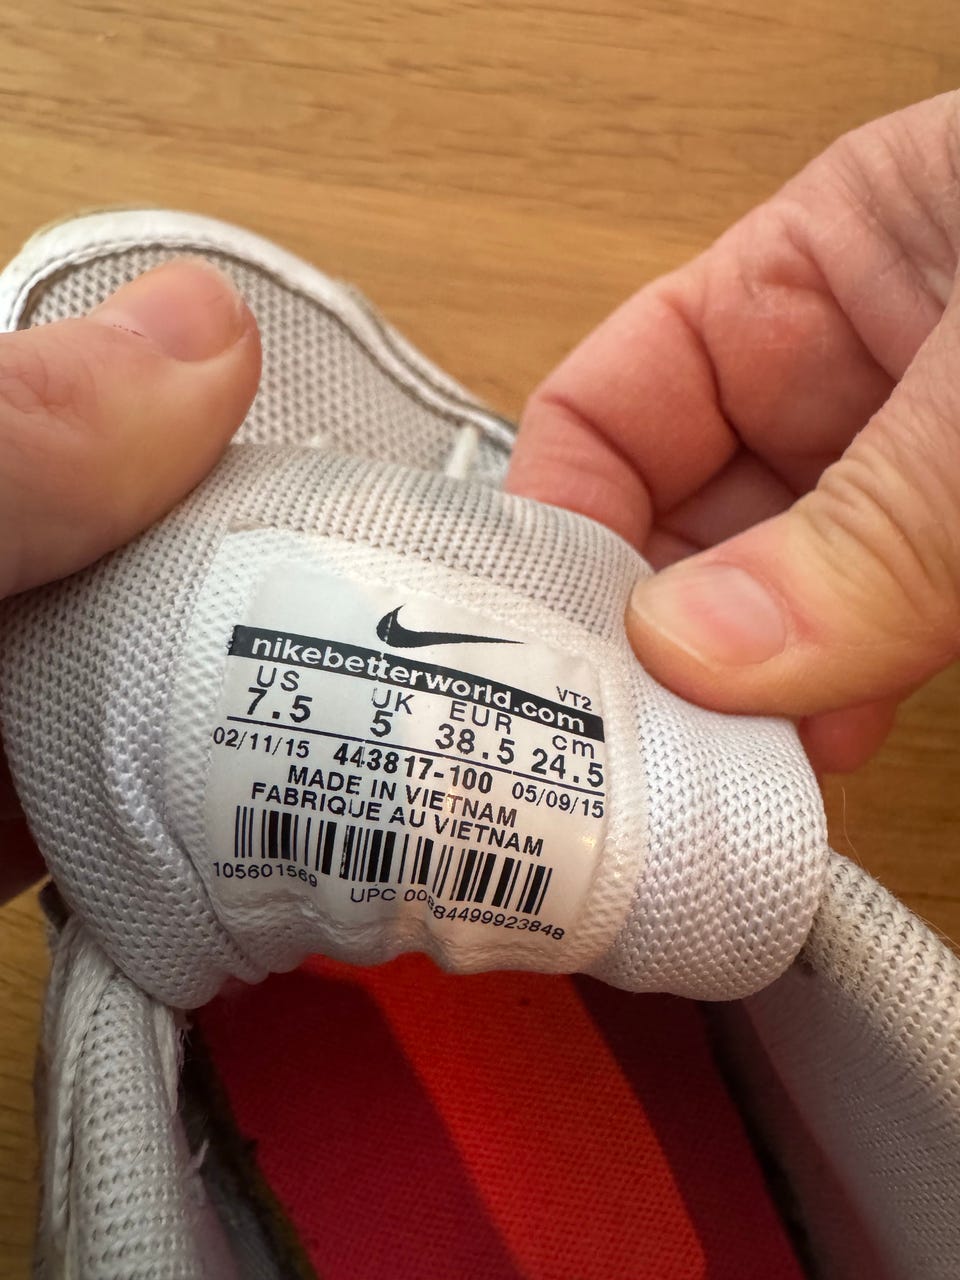 nikebetterworld.com
VT2
US UK EUR cm
7.5 5 38.5 24.5
02/11/15 443817-100 05/09/15
MADE IN VIETNAM
FABRIQUE AU VIETNAM
105601569
UPC 00884499923848